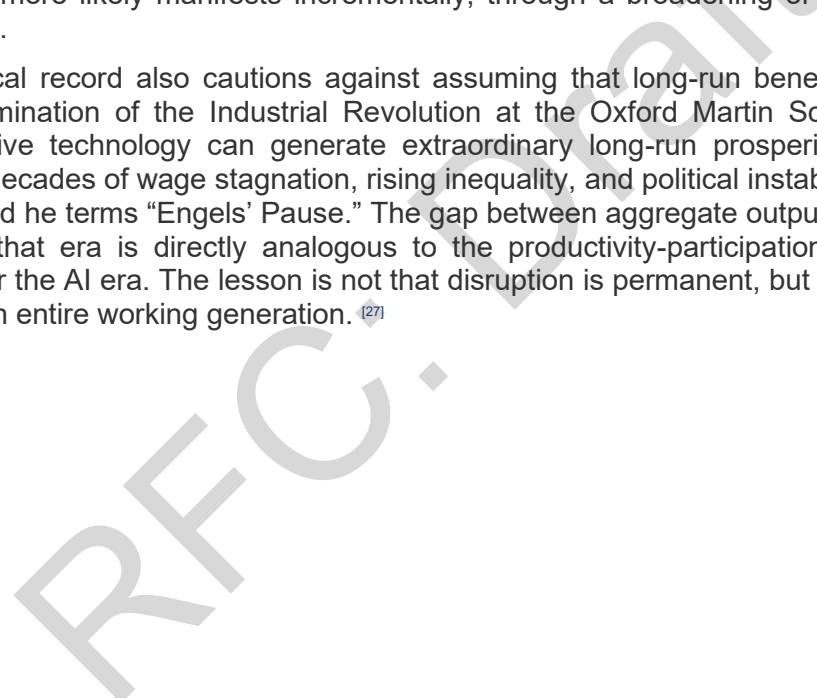 more likely manifests incrementally, through a broadening of
.
cal record also cautions against assuming that long-run bene
mination of the Industrial Revolution at the Oxford Martin Sc
ive technology can generate extraordinary long-run prosperi
decades of wage stagnation, rising inequality, and political instab
d he terms “Engels’ Pause.” The gap between aggregate outpu
that era is directly analogous to the productivity-participation
r the AI era. The lesson is not that disruption is permanent, but
n entire working generation. [27]
RFC: Draft